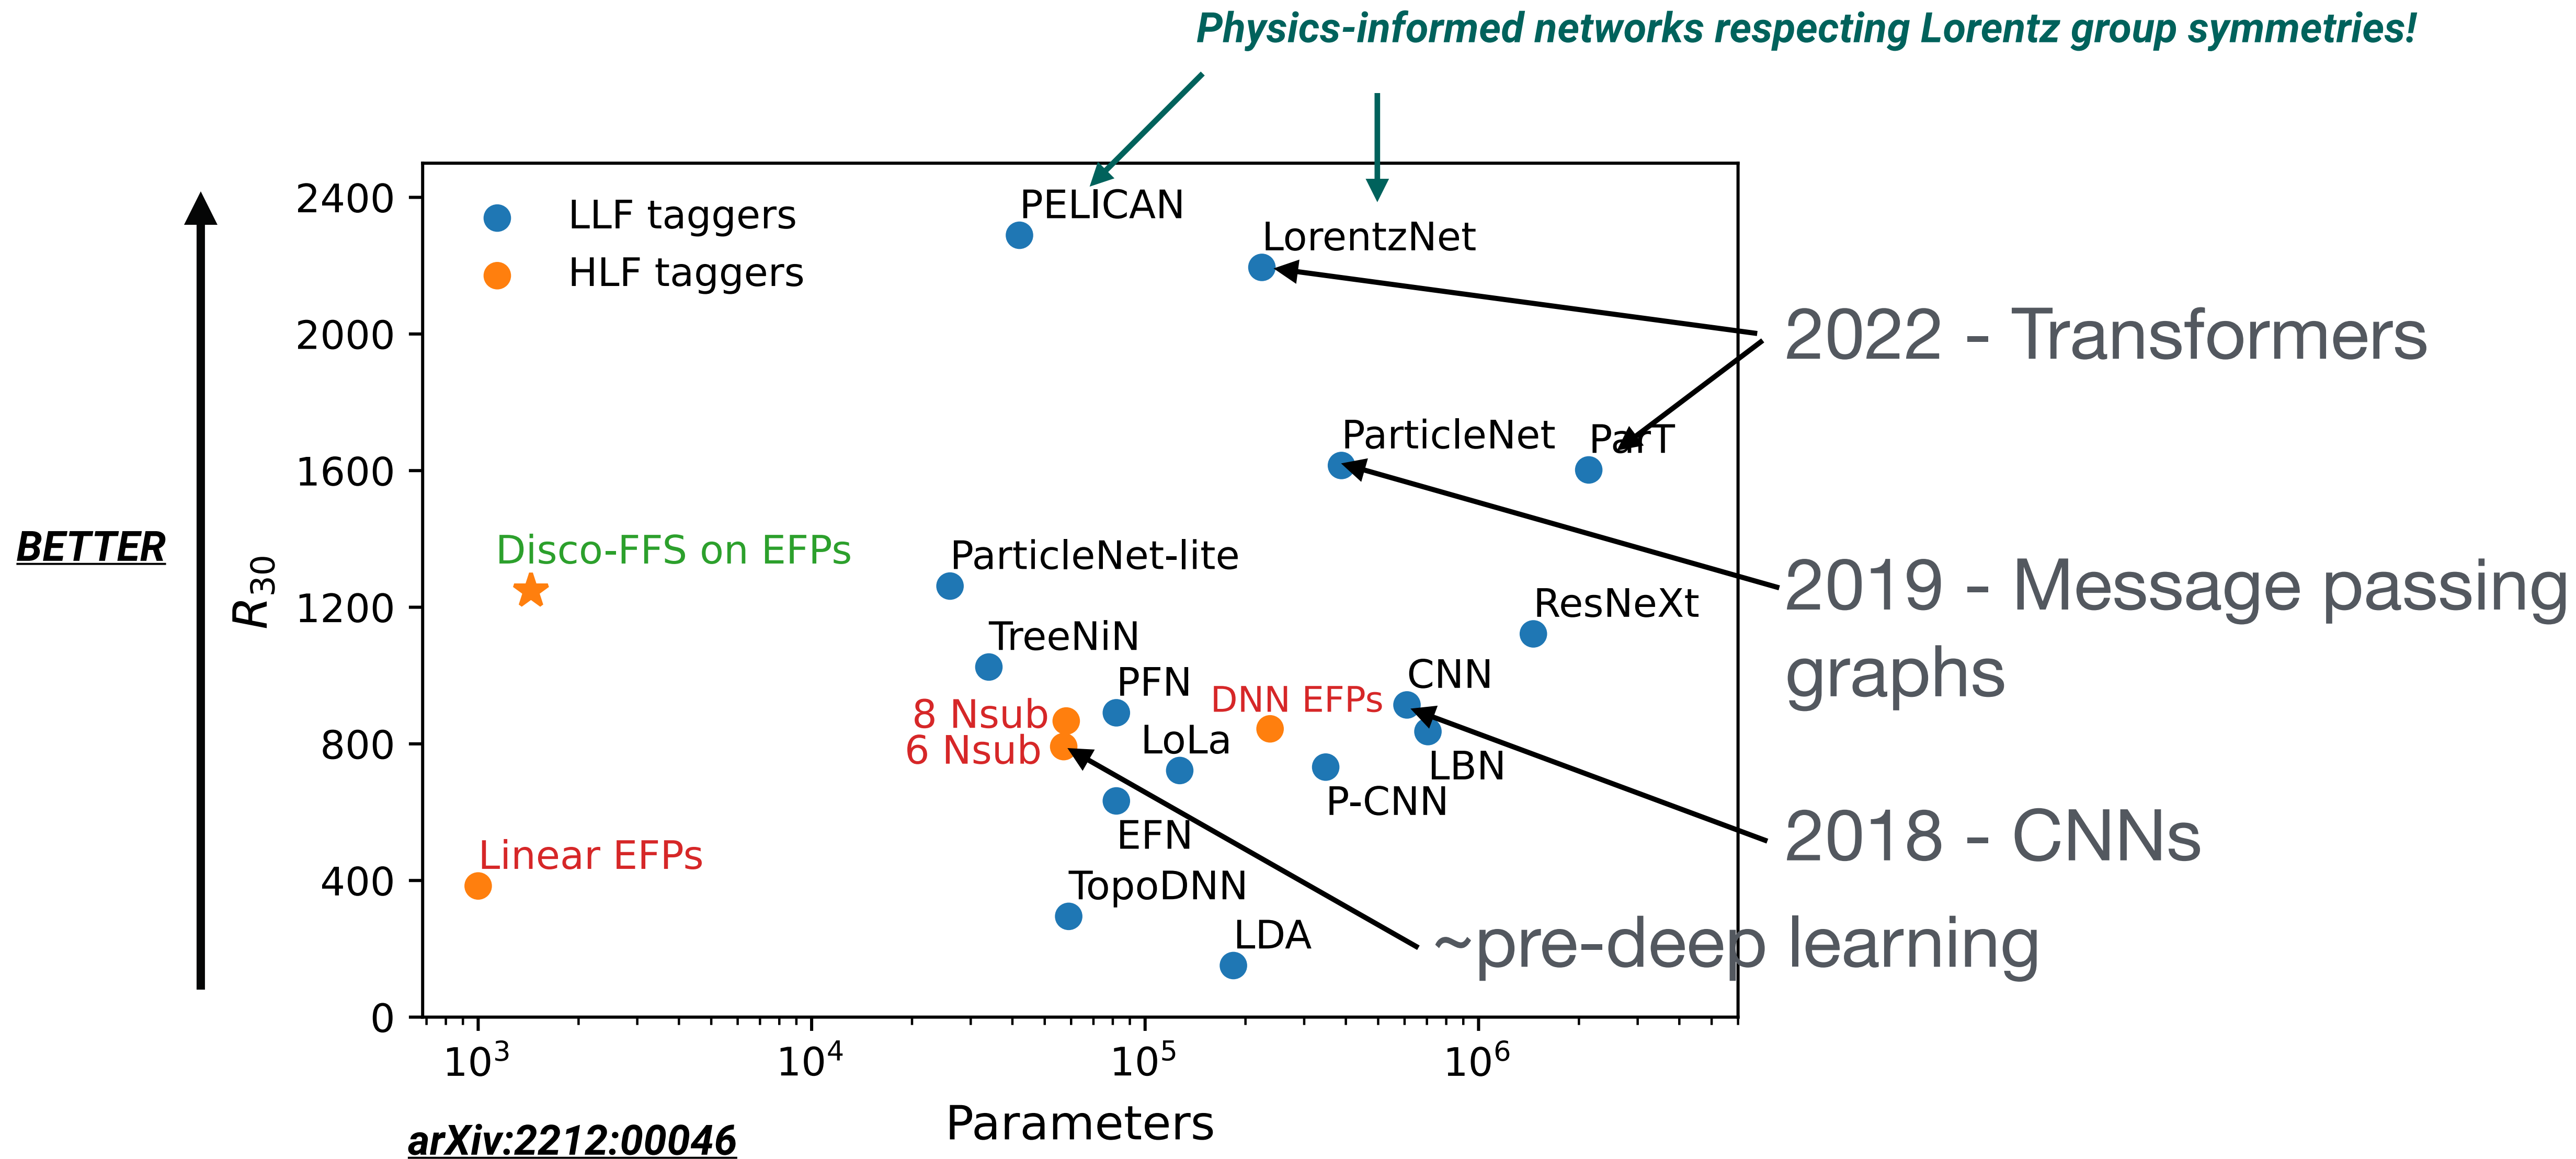 Physics-informed networks respecting Lorentz group symmetries!
2400
LLF taggers
PELICAN
HLF taggers
LorentzNet
2000
2022 - Transformers
ParticleNet
ParT
1600
BETTER
R30
Disco-FFS on EFPs
ParticleNet-lite
2019 - Message passing
graphs
1200
ResNeXt
TreeNiN
PFN
CNN
8 Nsub
DNN EFPs
6 Nsub
LoLa
800
LBN
P-CNN
EFN
2018 - CNNs
Linear EFPs
400
TopoDNN
LDA
~pre-deep learning
0
10³
10⁴
10⁵
10⁶
Parameters
arXiv:2212:00046